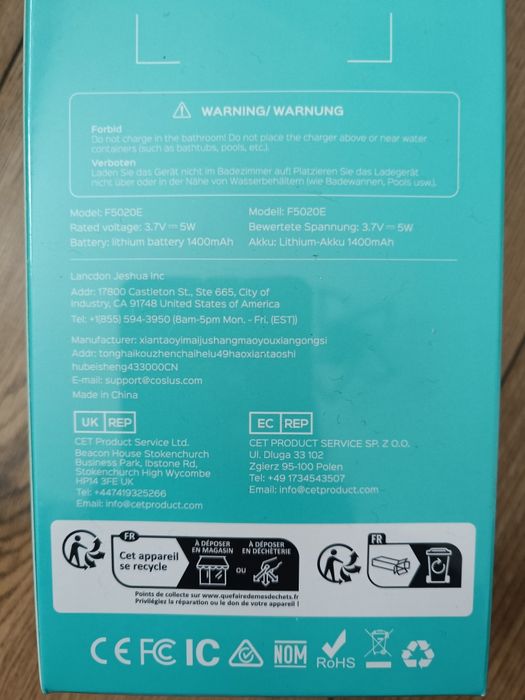 WARNING/ WARNUNG
Forbid
Do not charge in the bathroom! Do not place the charger above or near water
containers (such as bathtubs, pools, etc.).
Verboten
Laden Sie das Gerät nicht im Badezimmer auf! Platzieren Sie das Ladegerät
nicht über oder in der Nähe von Wasserbehältern (wie Badewannen, Pools usw.).
Model: F5020E
Rated voltage: 3.7V⎓5W
Battery: lithium battery 1400mAh
Modell: F5020E
Bewertete Spannung: 3.7V⎓5W
Akku: Lithium-Akku 1400mAh
Lancdon Jeshua Inc
Addr: 17800 Castleton St., Ste 665, City of
Industry, CA 91748 United States of America
Tel: +1(855) 594-3950 (8am-5pm Mon. - Fri. (EST))
Manufacturer: xiantaoyimaijushangmaoyouxiangongsi
Addr: tonghaikouzhenchaihelu49haoxiantaoshi
hubeisheng433000CN
E-mail: support@coslus.com
Made in China
UK REP
CET Product Service Ltd.
Beacon House Stokenchurch
Business Park, Ibstone Rd,
Stokenchurch High Wycombe
HP14 3FE UK
Tel: +447419325266
Email: info@cetproduct.com
EC REP
CET PRODUCT SERVICE SP. Z O.O.
Ul. Dluga 33 102
Zgierz 95-100 Polen
Tel: +49 1734543507
Email: info@cetproduct.com
FR
Cet appareil
se recycle
À DÉPOSER
EN MAGASIN
OU
À DÉPOSER
EN DÉCHÈTERIE
Points de collecte sur www.quefairedemesdechets.fr
Privilégiez la réparation ou le don de votre appareil !
FR
CE FC IC NOM RoHS